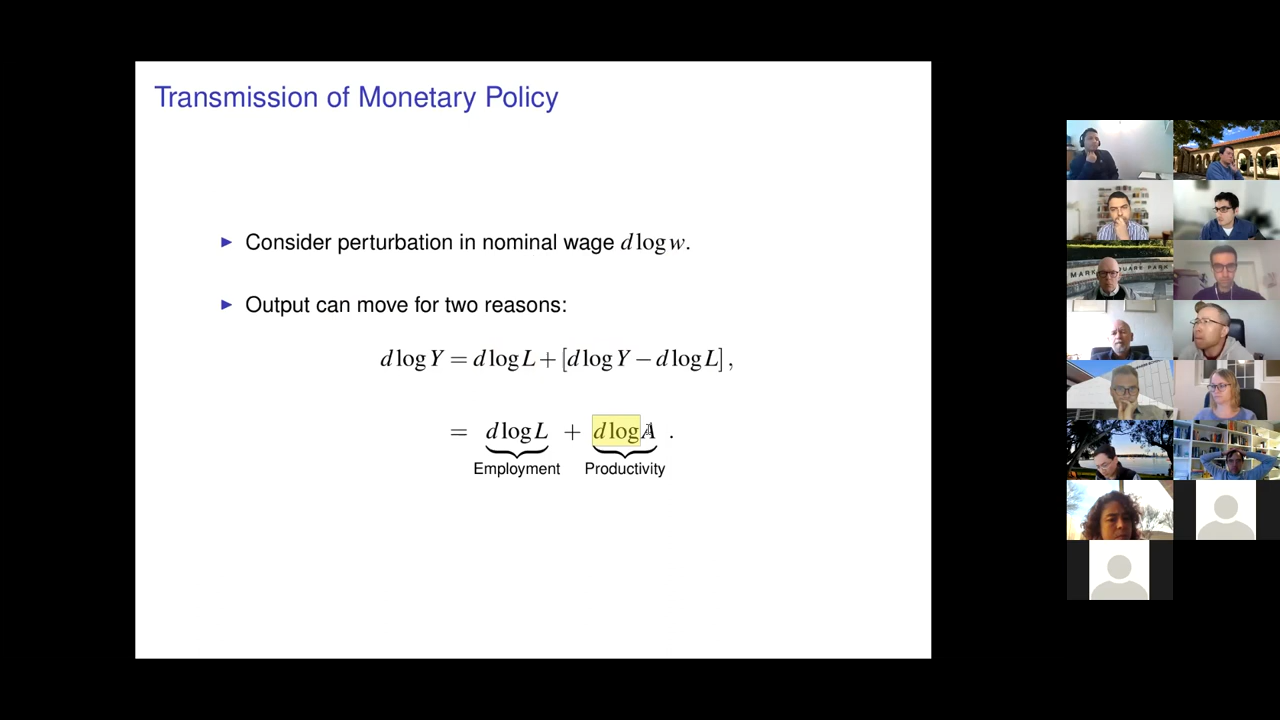 Transmission of Monetary Policy
▶ Consider perturbation in nominal wage d log w.
▶ Output can move for two reasons:
d log Y = d log L + [d log Y − d log L] ,
= d log L + d log A .
Employment Productivity